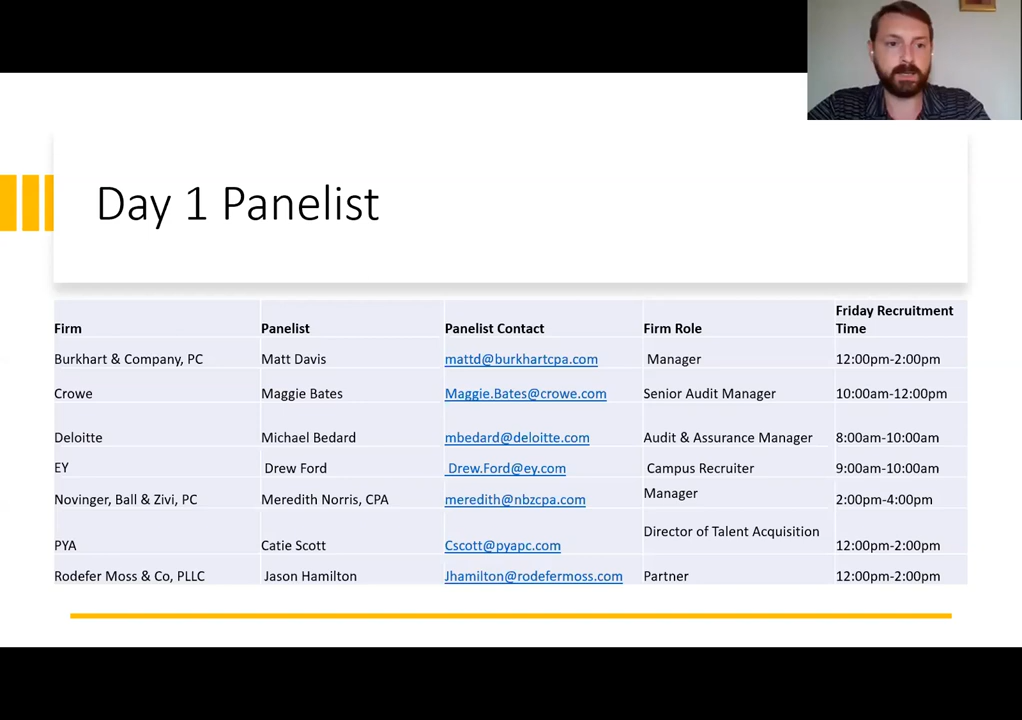 Day 1 Panelist
Firm Panelist Panelist Contact Firm Role Friday Recruitment Time
Burkhart & Company, PC Matt Davis mattd@burkhartcpa.com Manager 12:00pm-2:00pm
Crowe Maggie Bates Maggie.Bates@crowe.com Senior Audit Manager 10:00am-12:00pm
Deloitte Michael Bedard mbedard@deloitte.com Audit & Assurance Manager 8:00am-10:00am
EY Drew Ford Drew.Ford@ey.com Campus Recruiter 9:00am-10:00am
Novinger, Ball & Zivi, PC Meredith Norris, CPA meredith@nbzcpa.com Manager 2:00pm-4:00pm
PYA Catie Scott Cscott@pyapc.com Director of Talent Acquisition 12:00pm-2:00pm
Rodefer Moss & Co, PLLC Jason Hamilton Jhamilton@rodefermoss.com Partner 12:00pm-2:00pm